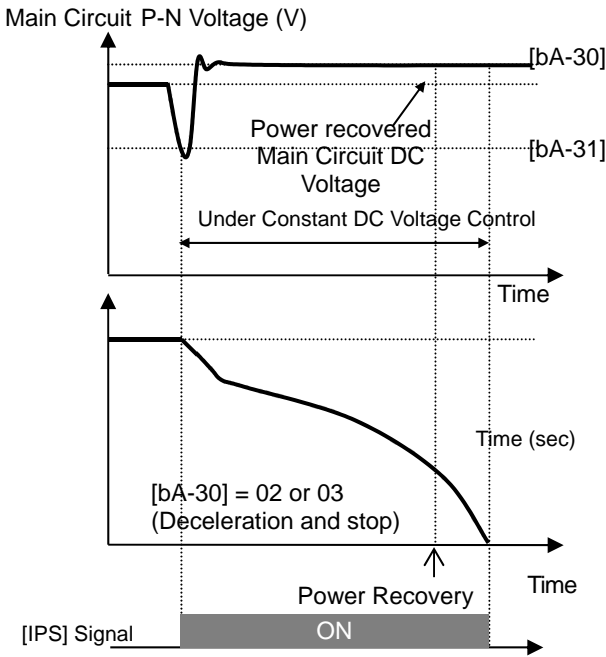 Main Circuit P-N Voltage (V)
[bA-30]
Power recovered
Main Circuit DC
Voltage
[bA-31]
Under Constant DC Voltage Control
Time
Time (sec)
[bA-30] = 02 or 03
(Deceleration and stop)
Power Recovery
Time
[IPS] Signal
ON